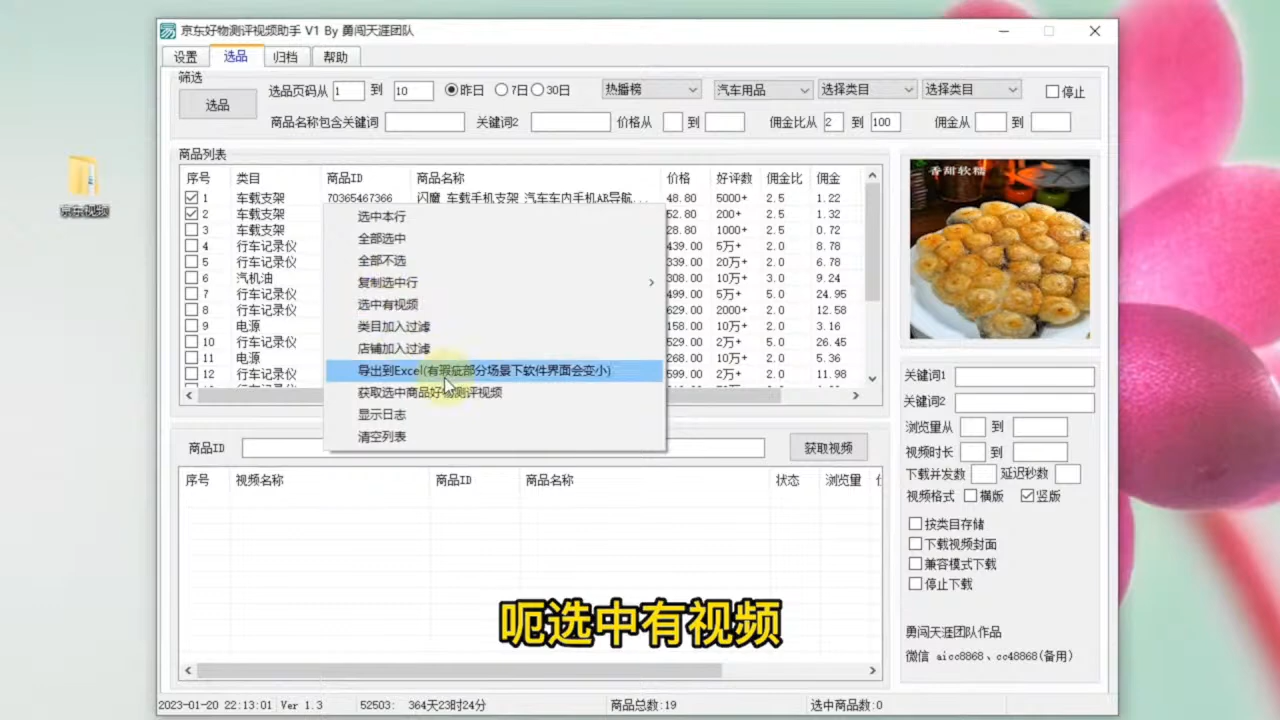 京东好物测评视频助手 V1 By 勇闯天涯团队
设置 选品 归档 帮助
筛选
选品 选品页码从 1 到 10 昨日 7日 30日 热播榜 汽车用品 选择类目 选择类目 停止
商品名称包含关键词 关键词2 价格从 到 佣金比从 2 到 100 佣金从 到
商品列表
序号 类目 商品ID 商品名称 价格 好评数 佣金比 佣金
1 车载支架 70365467366 闪魔 车载手机支架 汽车车内手机AR导航... 48.80 5000+ 2.5 1.22
2 车载支架 52.80 200+ 2.5 1.32
3 车载支架 28.80 1000+ 2.5 0.72
4 行车记录仪 439.00 5万+ 2.0 8.78
5 行车记录仪 339.00 20万+ 2.0 6.78
6 汽机油 308.00 10万+ 3.0 9.24
7 行车记录仪 499.00 5万+ 5.0 24.95
8 行车记录仪 629.00 2000+ 2.0 12.58
9 电源 158.00 10万+ 2.0 3.16
10 行车记录仪 529.00 2万+ 5.0 26.45
11 电源 268.00 10万+ 2.0 5.36
12 行车记录仪 599.00 2万+ 2.0 11.98
选中本行
全部选中
全部不选
复制选中行
选中有视频
类目加入过滤
店铺加入过滤
导出到Excel(有瑕疵部分场景下软件界面会变小)
获取选中商品好物测评视频
显示日志
清空列表
商品ID 获取视频
序号 视频名称 商品ID 商品名称 状态 浏览量
香甜软糯
关键词1
关键词2
浏览量从 到
视频时长 到
下载并发数 延迟秒数
视频格式 横版 竖版
按类目存储
下载视频封面
兼容模式下载
停止下载
勇闯天涯团队作品
微信 aicc8868、cc48868(备用)
京东视频
呃选中有视频
2023-01-20 22:13:01 Ver 1.3 52503: 364天23时24分 商品总数:19 选中商品数:0